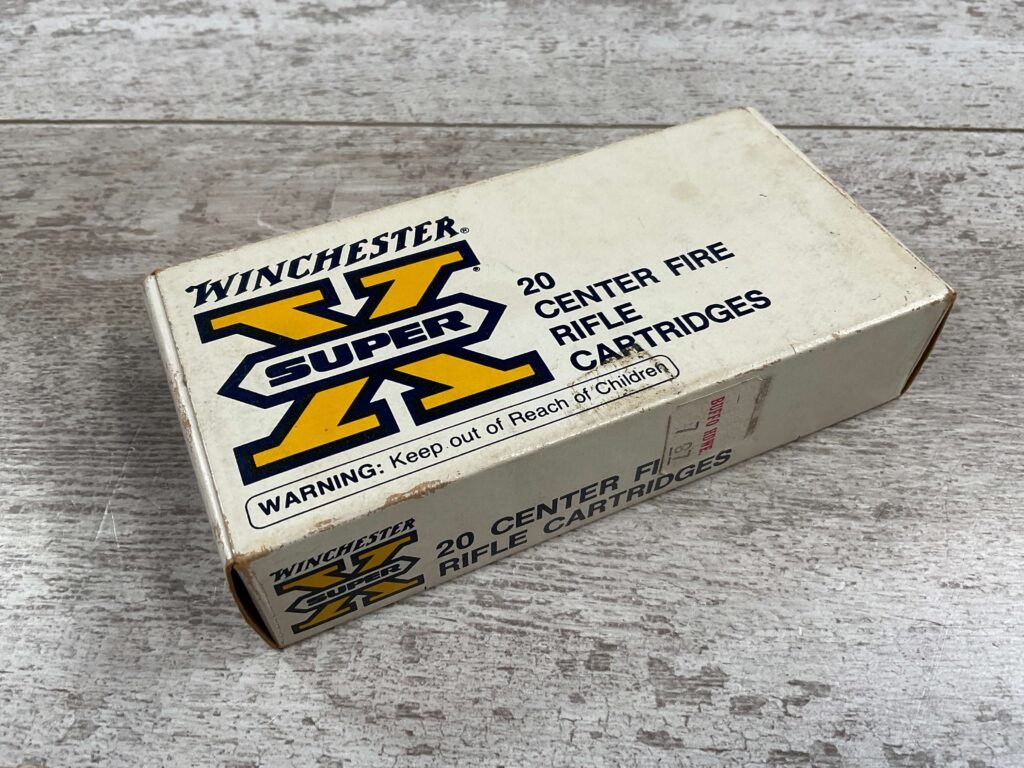 WINCHESTER®
SUPER
®
20
CENTER FIRE
RIFLE
CARTRIDGES
WARNING: Keep out of Reach of Children
WINCHESTER
SUPER
20 CENTER FI
RIFLE CARTRIDGES